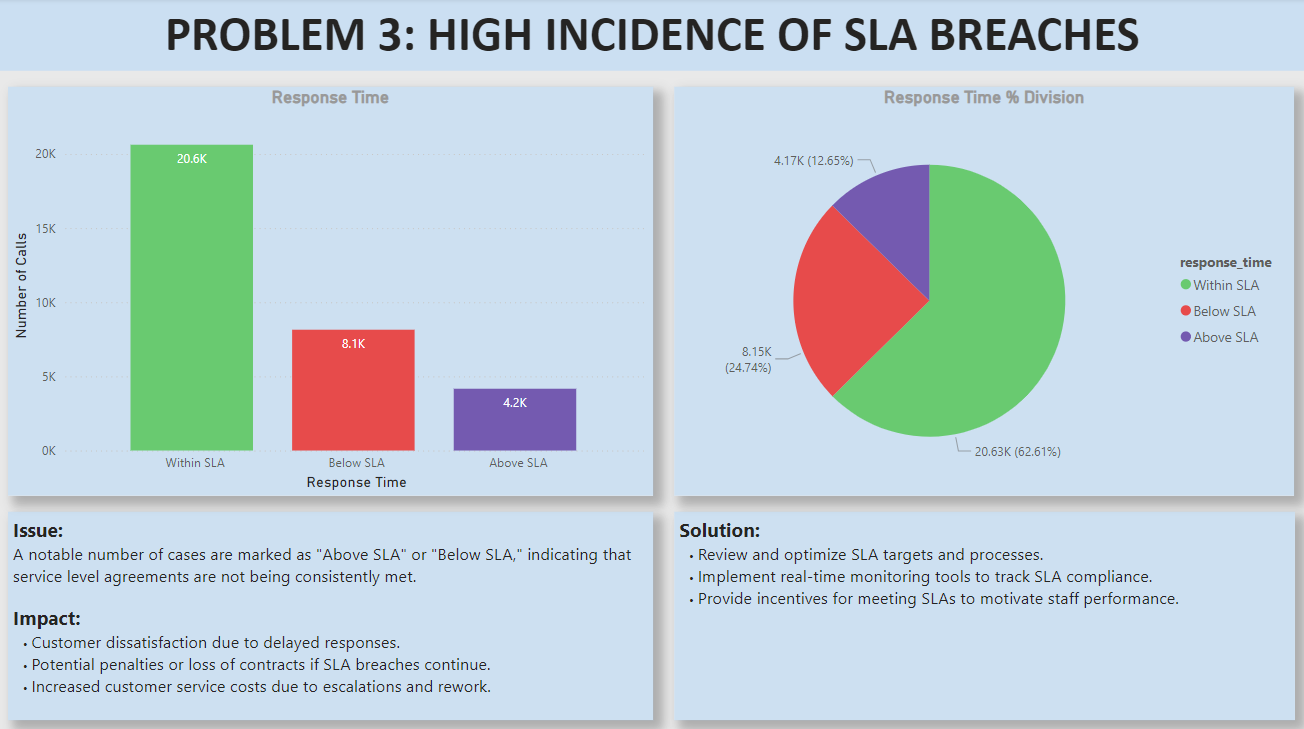 PROBLEM 3: HIGH INCIDENCE OF SLA BREACHES
Response Time
Number of Calls
20K
15K
10K
5K
0K
20.6K
8.1K
4.2K
Within SLA
Below SLA
Above SLA
Response Time
Response Time % Division
4.17K (12.65%)
8.15K
(24.74%)
20.63K (62.61%)
response_time
Within SLA
Below SLA
Above SLA
Issue:
A notable number of cases are marked as "Above SLA" or "Below SLA," indicating that
service level agreements are not being consistently met.
Impact:
• Customer dissatisfaction due to delayed responses.
• Potential penalties or loss of contracts if SLA breaches continue.
• Increased customer service costs due to escalations and rework.
Solution:
• Review and optimize SLA targets and processes.
• Implement real-time monitoring tools to track SLA compliance.
• Provide incentives for meeting SLAs to motivate staff performance.